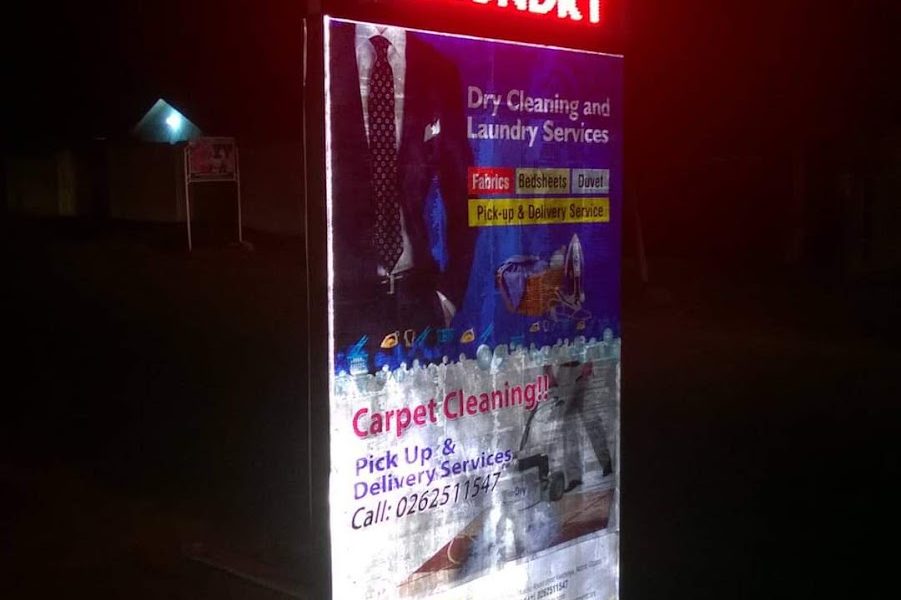 Dry Cleaning and
Laundry Services
Fabrics Bedsheets Duvet
Pick-up & Delivery Service
Carpet Cleaning!!
Pick Up &
Delivery Services
Call: 0262511547
0262511547